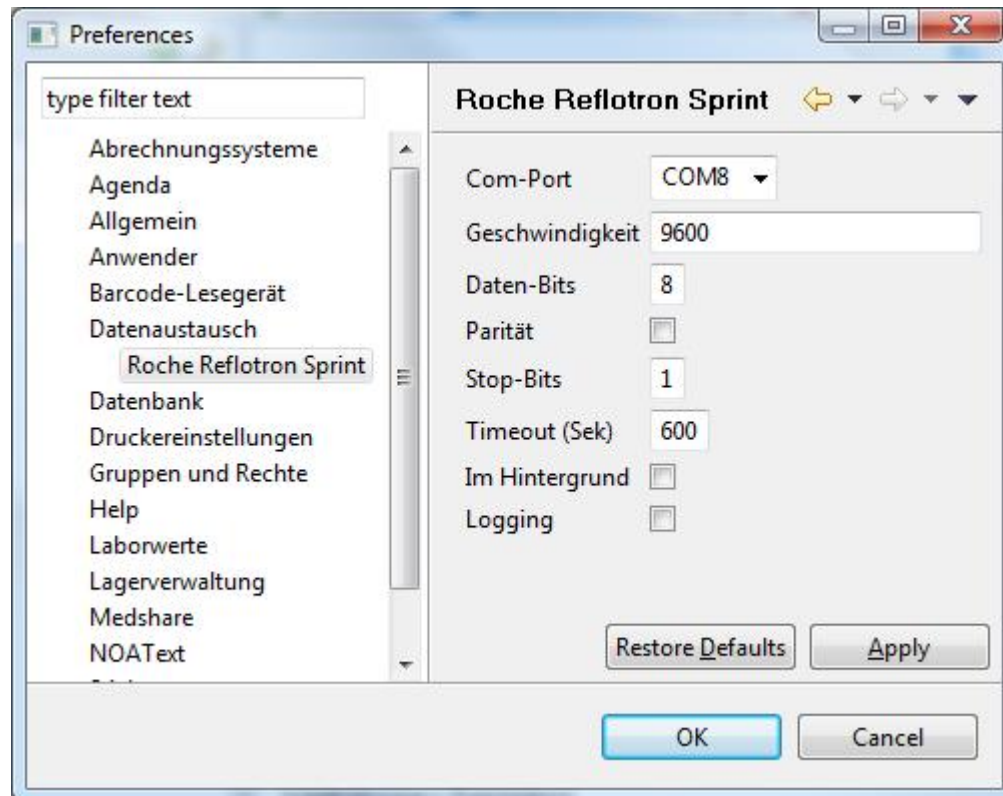 Preferences
type filter text
Abrechnungssysteme
Agenda
Allgemein
Anwender
Barcode-Lesegerät
Datenaustausch
Roche Reflotron Sprint
Datenbank
Druckereinstellungen
Gruppen und Rechte
Help
Laborwerte
Lagerverwaltung
Medshare
NOAText
Roche Reflotron Sprint
Com-Port COM8
Geschwindigkeit 9600
Daten-Bits 8
Parität
Stop-Bits 1
Timeout (Sek) 600
Im Hintergrund
Logging
Restore Defaults Apply
OK Cancel